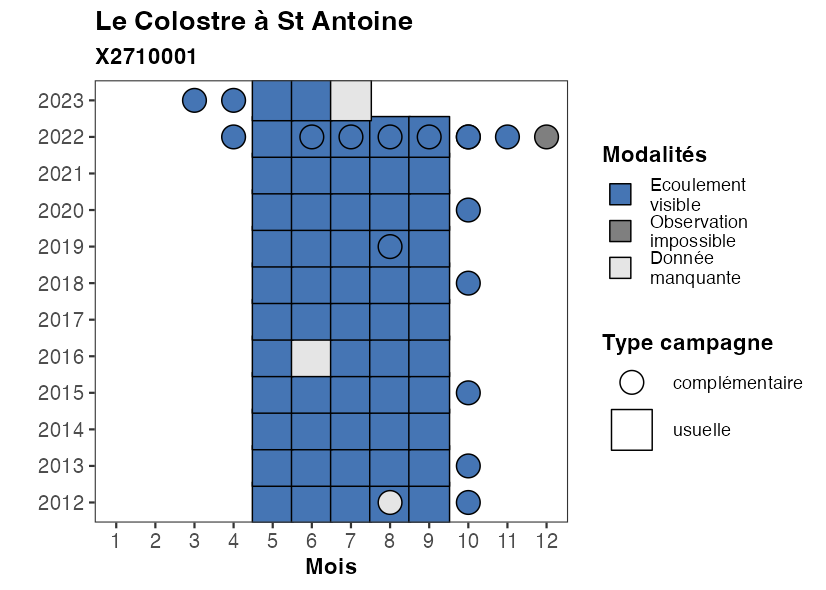 Le Colostre à St Antoine
X2710001
2023
2022
2021
2020
2019
2018
2017
2016
2015
2014
2013
2012
1 2 3 4 5 6 7 8 9 10 11 12
Mois
Modalités
Ecoulement
visible
Observation
impossible
Donnée
manquante
Type campagne
complémentaire
usuelle